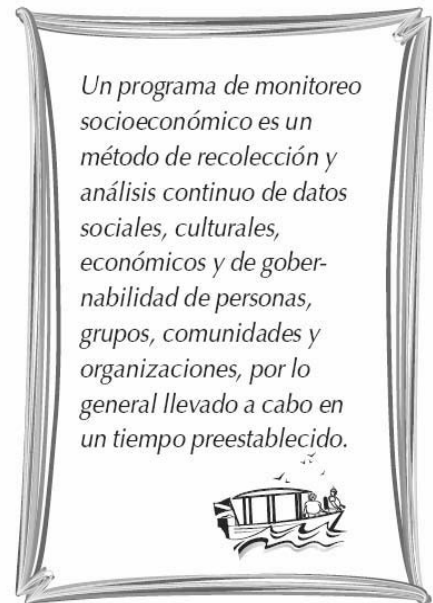 Un programa de monitoreo
socioeconómico es un
método de recolección y
análisis continuo de datos
sociales, culturales,
económicos y de gober-
nabilidad de personas,
grupos, comunidades y
organizaciones, por lo
general llevado a cabo en
un tiempo preestablecido.